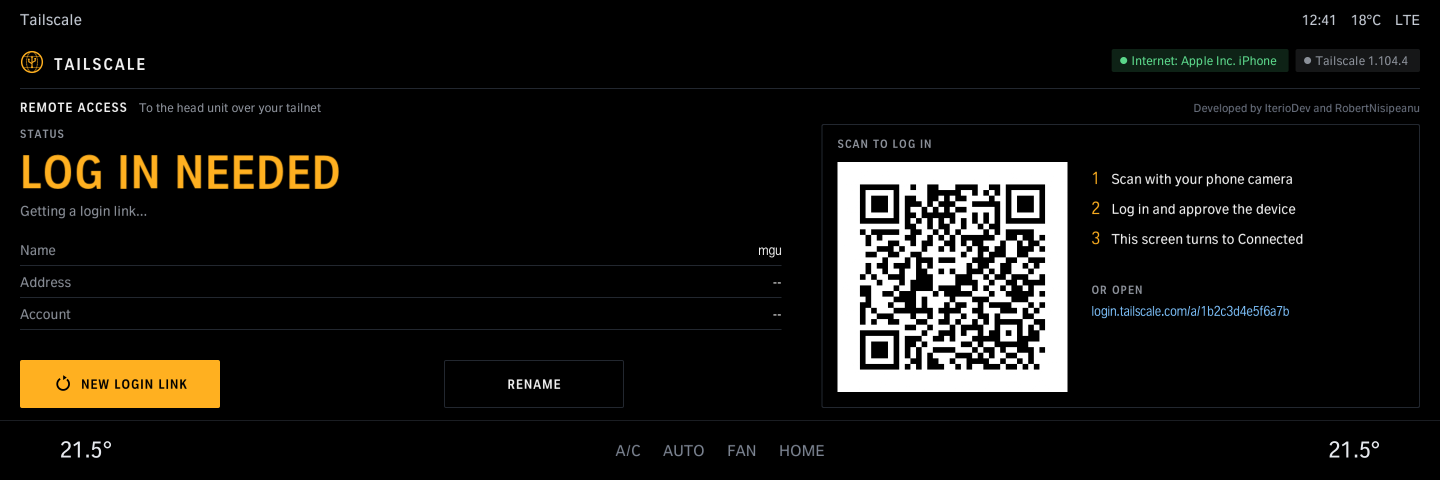 Tailscale
12:41 18°C LTE
TAILSCALE
Internet: Apple Inc. iPhone
Tailscale 1.104.4
REMOTE ACCESS To the head unit over your tailnet
Developed by IterioDev and RobertNisipeanu
STATUS
LOG IN NEEDED
Getting a login link...
Name mgu
Address --
Account --
NEW LOGIN LINK
RENAME
SCAN TO LOG IN
1 Scan with your phone camera
2 Log in and approve the device
3 This screen turns to Connected
OR OPEN
login.tailscale.com/a/1b2c3d4e5f6a7b
21.5° A/C AUTO FAN HOME 21.5°